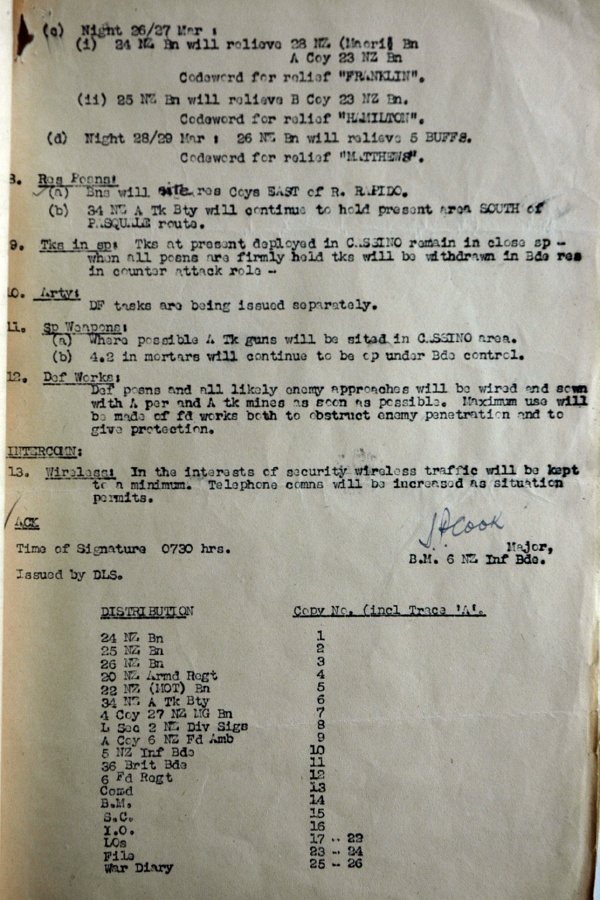 (c) Night 26/27 Mar :
(i) 24 NZ Bn will relieve 28 NZ (Maori) Bn
A Coy 23 NZ Bn
Codeword for relief "FRANKLIN".
(ii) 25 NZ Bn will relieve B Coy 23 NZ Bn.
Codeword for relief "HAMILTON".
(d) Night 28/29 Mar : 26 NZ Bn will relieve 5 BUFFS.
Codeword for relief "MATTHEWS".
8. Res Posns:
(a) Bns will site res Coys EAST of R. RAPIDO.
(b) 34 NZ A Tk Bty will continue to hold present area SOUTH of
PASQUALE route.
9. Tks in sp: Tks at present deployed in CASSINO remain in close sp -
when all posns are firmly held tks will be withdrawn in Bde res
in counter attack role -
10. Arty:
DF tasks are being issued separately.
11. Sp Weapons:
(a) Where possible A Tk guns will be sited in CASSINO area.
(b) 4.2 in mortars will continue to be op under Bde control.
12. Def Works:
Def posns and all likely enemy approaches will be wired and sown
with A per and A tk mines as soon as possible. Maximum use will
be made of fd works both to obstruct enemy penetration and to
give protection.
INTERCOMN:
13. Wireless: In the interests of security wireless traffic will be kept
to a minimum. Telephone comns will be increased as situation
permits.
ACK
Time of Signature 0730 hrs.
Cook
Major,
B.M. 6 NZ Inf Bde.
Issued by DLS.
DISTRIBUTION Copy No. (incl Trace 'A'.
24 NZ Bn 1
25 NZ Bn 2
26 NZ Bn 3
20 NZ Armd Regt 4
22 NZ (MOT) Bn 5
34 NZ A Tk Bty 6
4 Coy 27 NZ MG Bn 7
L Sec 2 NZ Div Sigs 8
A Coy 6 NZ Fd Amb 9
5 NZ Inf Bde 10
36 Brit Bde 11
6 Fd Regt 12
Comd 13
B.M. 14
S.C. 15
I.O. 16
LOs 17 - 22
File 23 - 24
War Diary 25 - 26